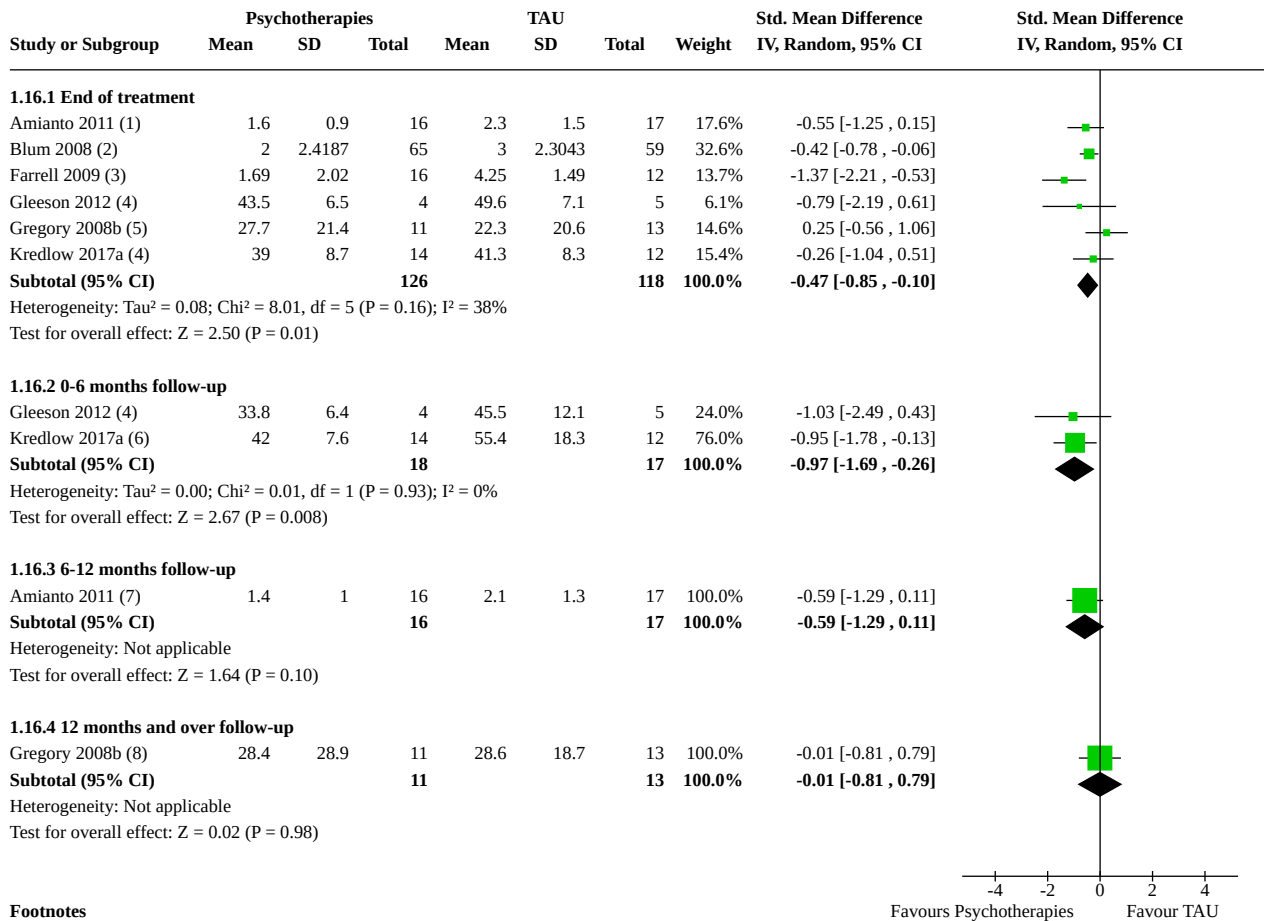 Psychotherapies TAU Std. Mean Difference Std. Mean Difference
Study or Subgroup Mean SD Total Mean SD Total Weight IV, Random, 95% CI IV, Random, 95% CI
1.16.1 End of treatment
Amianto 2011 (1) 1.6 0.9 16 2.3 1.5 17 17.6% -0.55 [-1.25 , 0.15]
Blum 2008 (2) 2 2.4187 65 3 2.3043 59 32.6% -0.42 [-0.78 , -0.06]
Farrell 2009 (3) 1.69 2.02 16 4.25 1.49 12 13.7% -1.37 [-2.21 , -0.53]
Gleeson 2012 (4) 43.5 6.5 4 49.6 7.1 5 6.1% -0.79 [-2.19 , 0.61]
Gregory 2008b (5) 27.7 21.4 11 22.3 20.6 13 14.6% 0.25 [-0.56 , 1.06]
Kredlow 2017a (4) 39 8.7 14 41.3 8.3 12 15.4% -0.26 [-1.04 , 0.51]
Subtotal (95% CI) 126 118 100.0% -0.47 [-0.85 , -0.10]
Heterogeneity: Tau² = 0.08; Chi² = 8.01, df = 5 (P = 0.16); I² = 38%
Test for overall effect: Z = 2.50 (P = 0.01)
1.16.2 0-6 months follow-up
Gleeson 2012 (4) 33.8 6.4 4 45.5 12.1 5 24.0% -1.03 [-2.49 , 0.43]
Kredlow 2017a (6) 42 7.6 14 55.4 18.3 12 76.0% -0.95 [-1.78 , -0.13]
Subtotal (95% CI) 18 17 100.0% -0.97 [-1.69 , -0.26]
Heterogeneity: Tau² = 0.00; Chi² = 0.01, df = 1 (P = 0.93); I² = 0%
Test for overall effect: Z = 2.67 (P = 0.008)
1.16.3 6-12 months follow-up
Amianto 2011 (7) 1.4 1 16 2.1 1.3 17 100.0% -0.59 [-1.29 , 0.11]
Subtotal (95% CI) 16 17 100.0% -0.59 [-1.29 , 0.11]
Heterogeneity: Not applicable
Test for overall effect: Z = 1.64 (P = 0.10)
1.16.4 12 months and over follow-up
Gregory 2008b (8) 28.4 28.9 11 28.6 18.7 13 100.0% -0.01 [-0.81 , 0.79]
Subtotal (95% CI) 11 13 100.0% -0.01 [-0.81 , 0.79]
Heterogeneity: Not applicable
Test for overall effect: Z = 0.02 (P = 0.98)
-4 -2 0 2 4
Footnotes Favours Psychotherapies Favour TAU